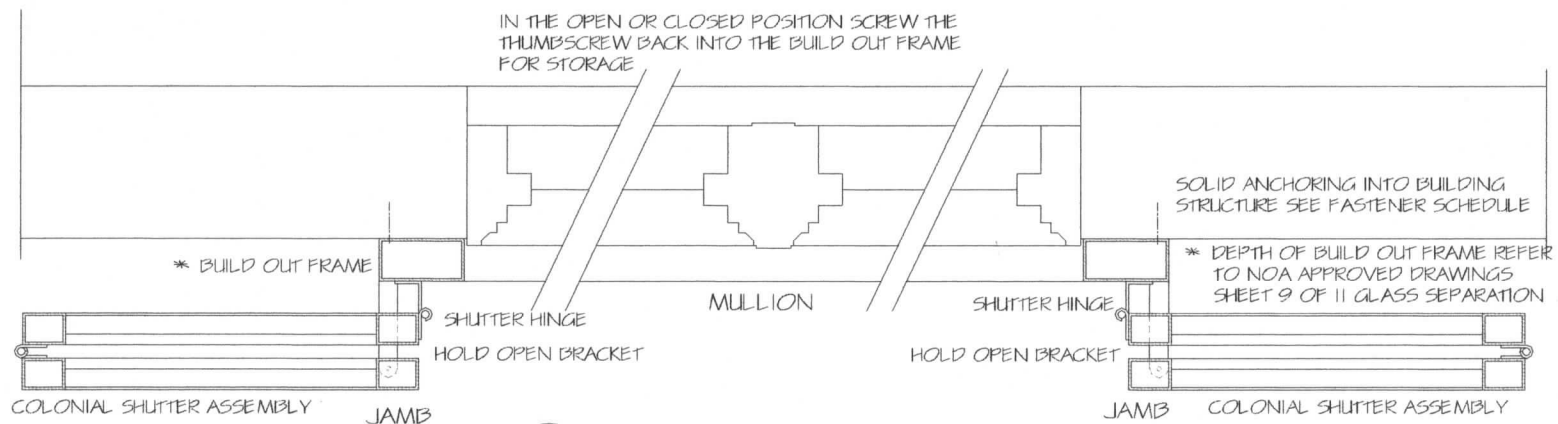 IN THE OPEN OR CLOSED POSITION SCREW THE
THUMBSCREW BACK INTO THE BUILD OUT FRAME
FOR STORAGE
SOLID ANCHORING INTO BUILDING
STRUCTURE SEE FASTENER SCHEDULE
* BUILD OUT FRAME
* DEPTH OF BUILD OUT FRAME REFER
TO NOA APPROVED DRAWINGS
SHEET 9 OF 11 GLASS SEPARATION
MULLION
SHUTTER HINGE
SHUTTER HINGE
HOLD OPEN BRACKET
HOLD OPEN BRACKET
COLONIAL SHUTTER ASSEMBLY
JAMB
JAMB
COLONIAL SHUTTER ASSEMBLY